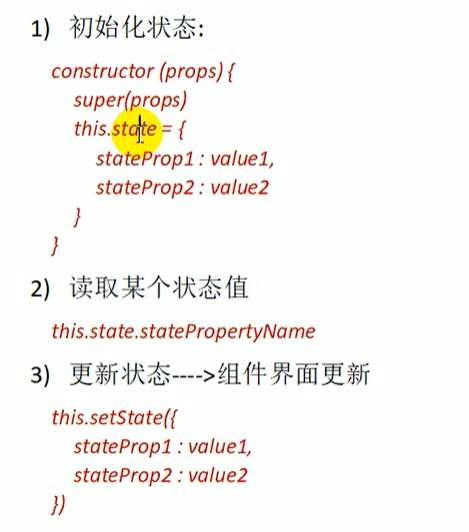 1) 初始化状态:
constructor (props) {
super(props)
this.state = {
stateProp1 : value1,
stateProp2 : value2
}
}
2) 读取某个状态值
this.state.statePropertyName
3) 更新状态---->组件界面更新
this.setState({
stateProp1 : value1,
stateProp2 : value2
})